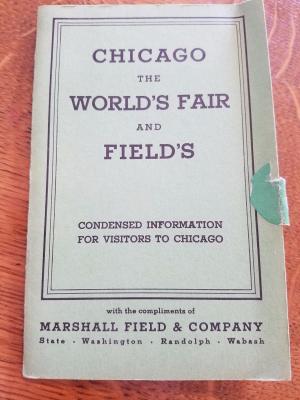 CHICAGO
THE
WORLD'S FAIR
AND
FIELD'S
CONDENSED INFORMATION
FOR VISITORS TO CHICAGO
with the compliments of
MARSHALL FIELD & COMPANY
State · Washington · Randolph · Wabash